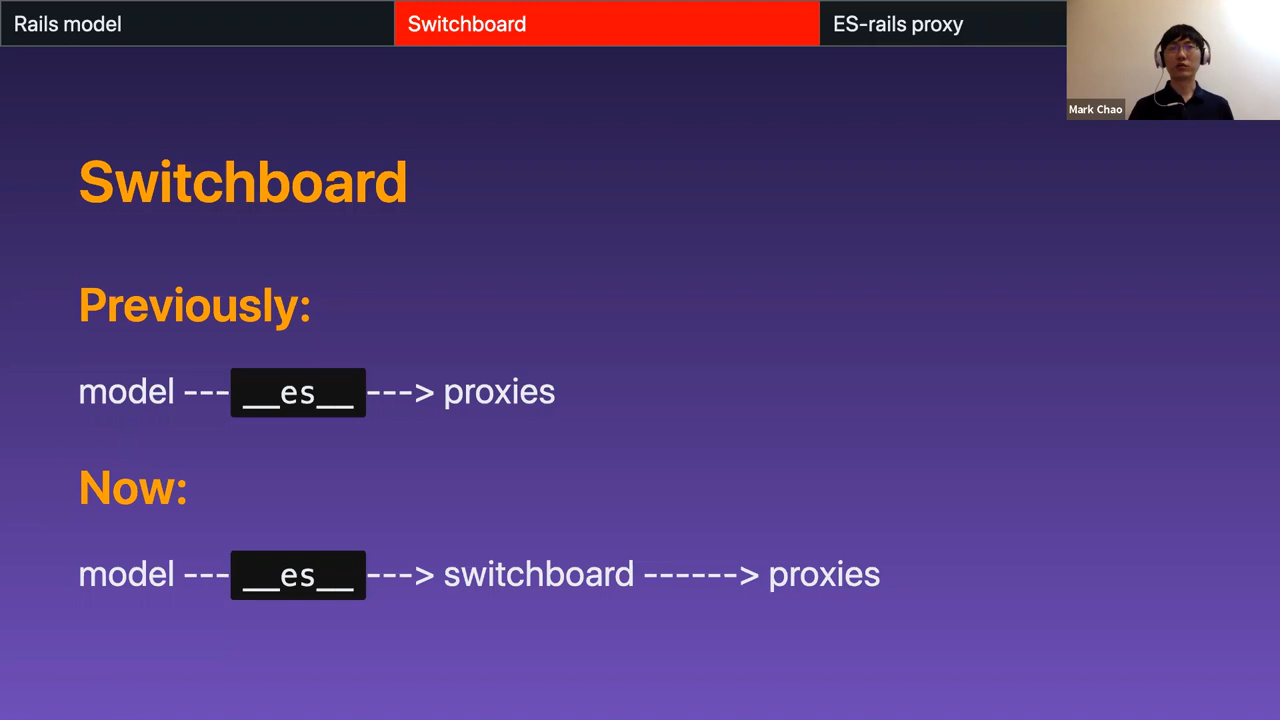 Rails model
Switchboard
ES-rails proxy
Mark Chao
Switchboard
Previously:
model ---__es__---> proxies
Now:
model ---__es__---> switchboard ------> proxies